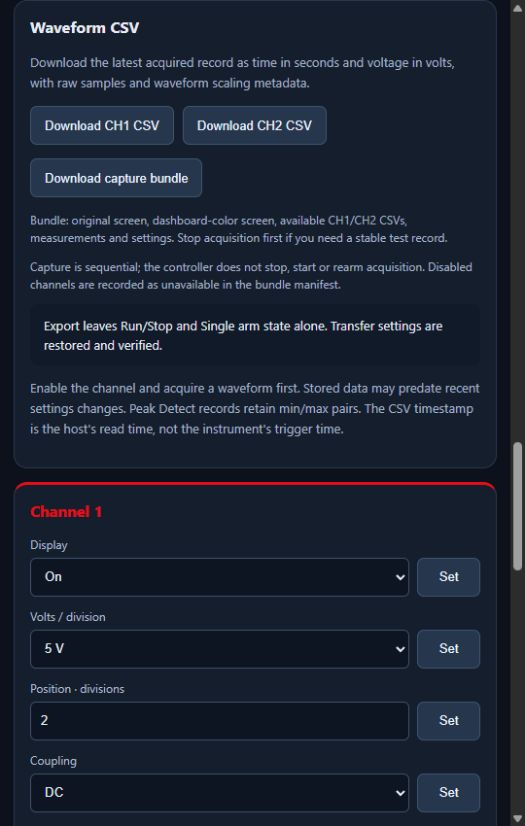 Waveform CSV
Download the latest acquired record as time in seconds and voltage in volts,
with raw samples and waveform scaling metadata.
Download CH1 CSV
Download CH2 CSV
Download capture bundle
Bundle: original screen, dashboard-color screen, available CH1/CH2 CSVs,
measurements and settings. Stop acquisition first if you need a stable test record.
Capture is sequential; the controller does not stop, start or rearm acquisition. Disabled
channels are recorded as unavailable in the bundle manifest.
Export leaves Run/Stop and Single arm state alone. Transfer settings are
restored and verified.
Enable the channel and acquire a waveform first. Stored data may predate recent
settings changes. Peak Detect records retain min/max pairs. The CSV timestamp
is the host's read time, not the instrument's trigger time.
Channel 1
Display
On
Set
Volts / division
5 V
Set
Position · divisions
2
Set
Coupling
DC
Set